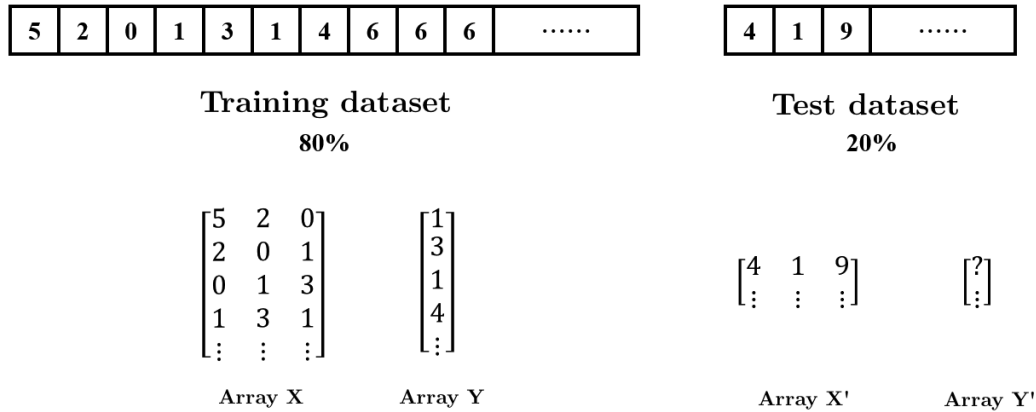 5 2 0 1 3 1 4 6 6 6 ······
4 1 9 ······
Training dataset
80%
Test dataset
20%
5 2 0
2 0 1
0 1 3
1 3 1
⋮ ⋮ ⋮
1
3
1
4
⋮
4 1 9
⋮ ⋮ ⋮
?
⋮
Array X
Array Y
Array X'
Array Y'